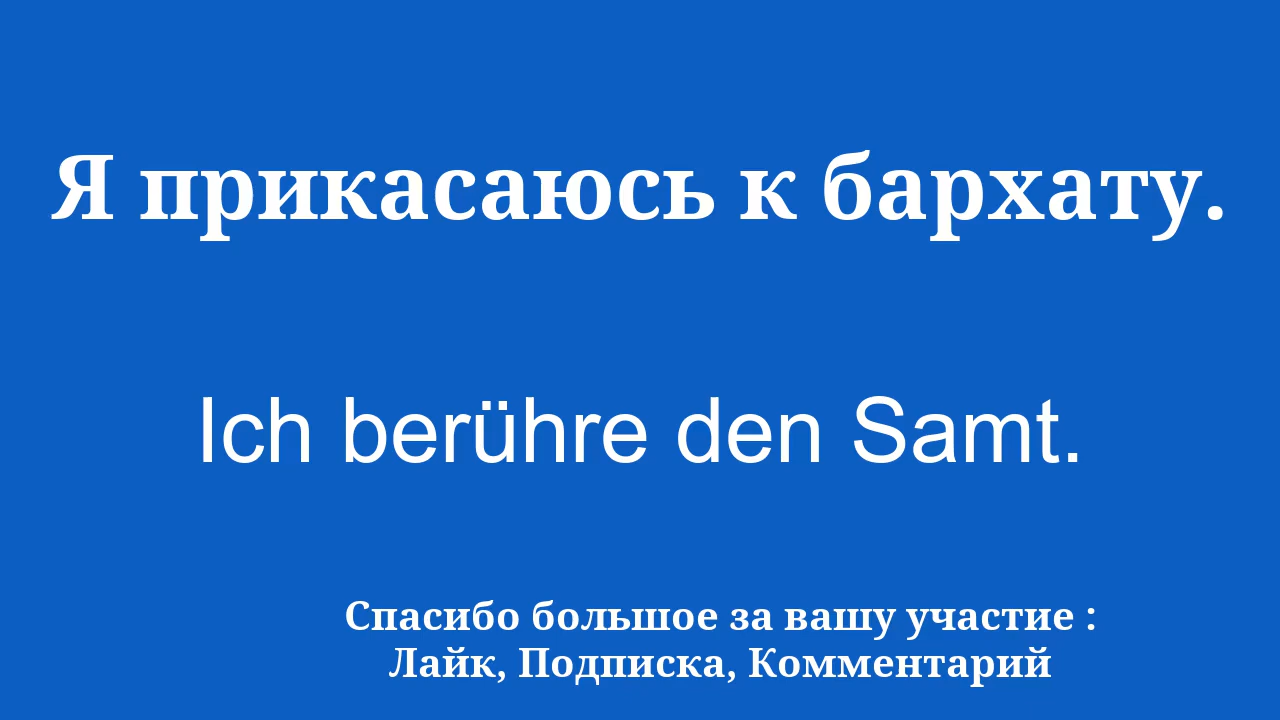 Я прикасаюсь к бархату.
Ich berühre den Samt.
Спасибо большое за вашу участие :
Лайк, Подписка, Комментарий